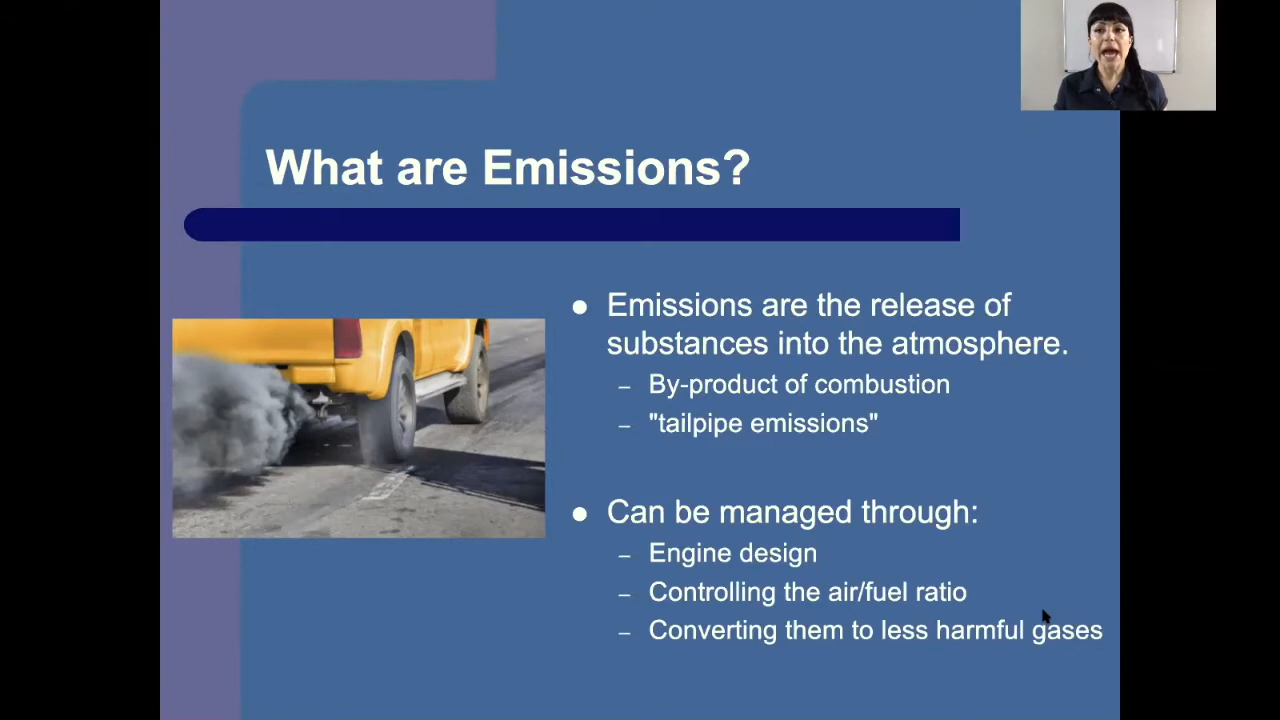 What are Emissions?
● Emissions are the release of
substances into the atmosphere.
– By-product of combustion
– "tailpipe emissions"
● Can be managed through:
– Engine design
– Controlling the air/fuel ratio
– Converting them to less harmful gases